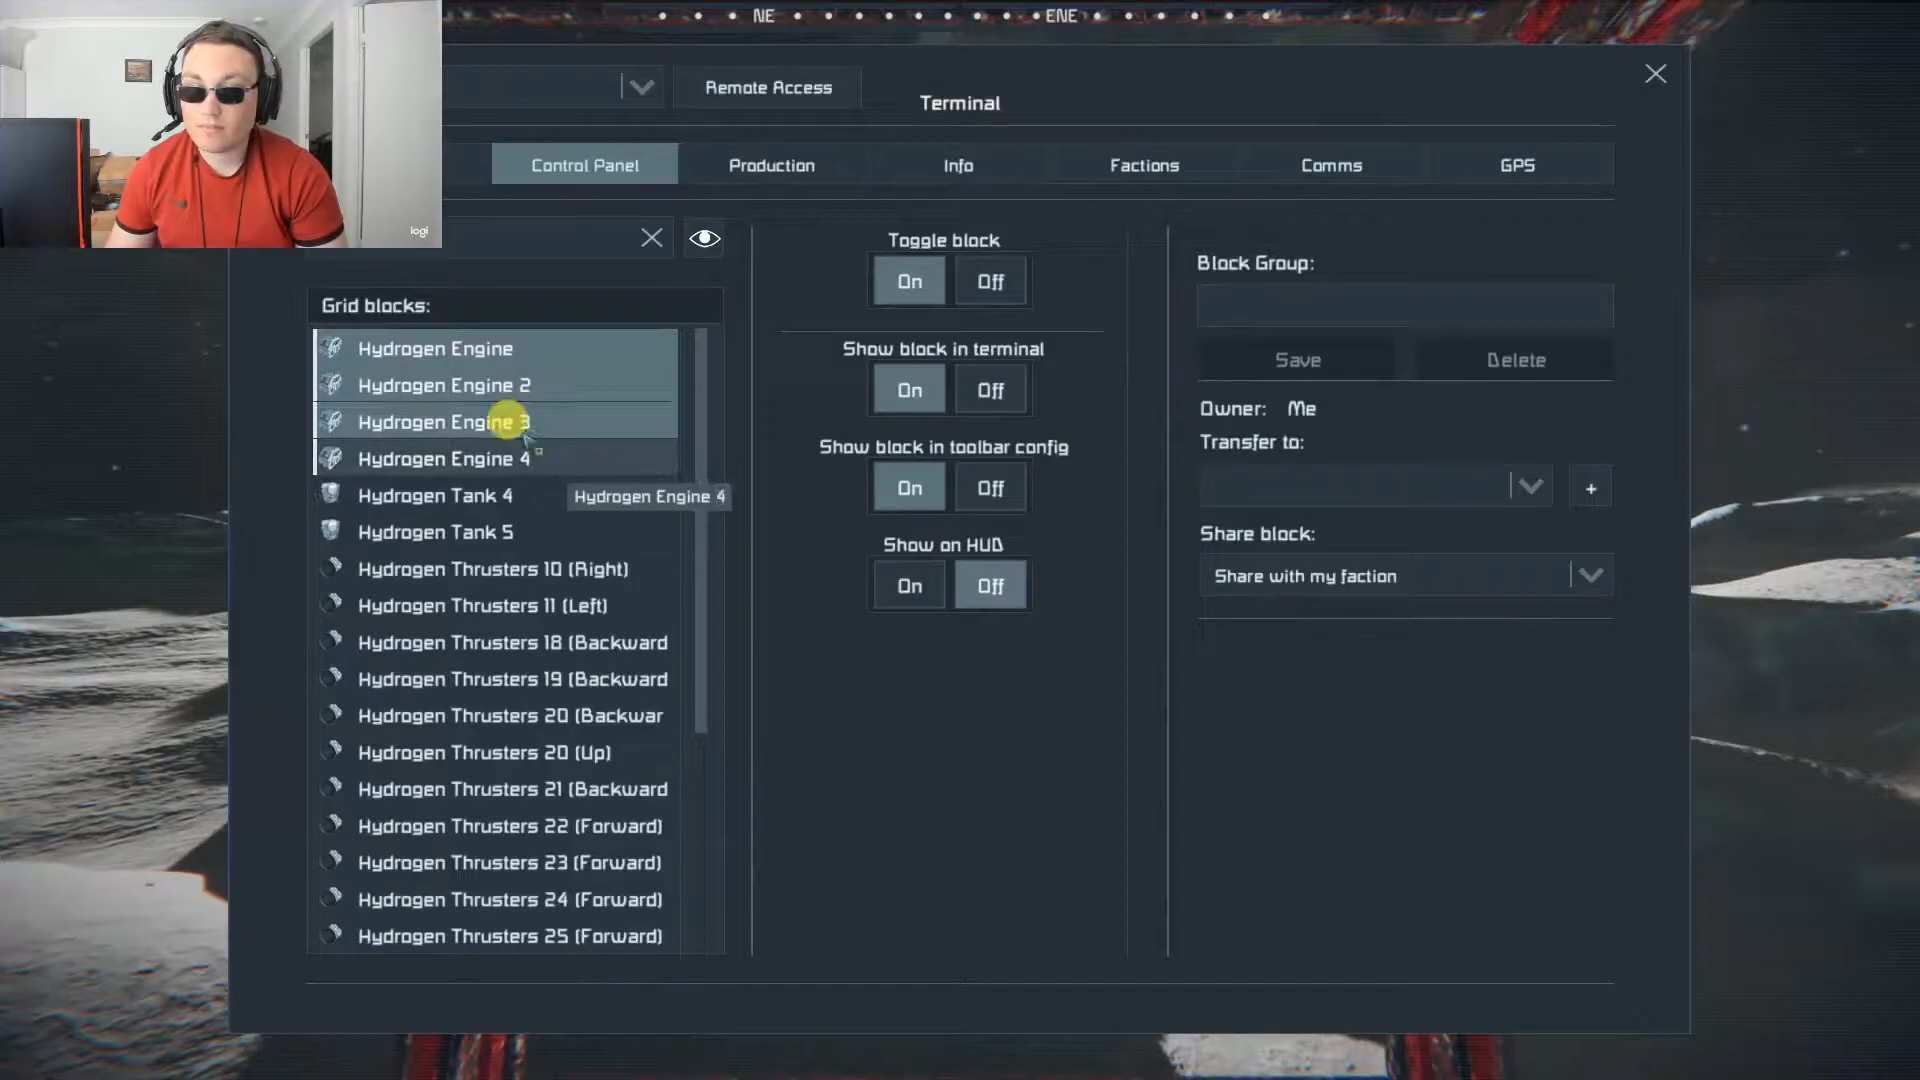 NE
ENE
Remote Access
Terminal
Control Panel
Production
Info
Factions
Comms
GPS
logi
Grid blocks:
Hydrogen Engine
Hydrogen Engine 2
Hydrogen Engine 3
Hydrogen Engine 4
Hydrogen Engine 4
Hydrogen Tank 4
Hydrogen Tank 5
Hydrogen Thrusters 10 (Right)
Hydrogen Thrusters 11 (Left)
Hydrogen Thrusters 18 (Backward
Hydrogen Thrusters 19 (Backward
Hydrogen Thrusters 20 (Backwar
Hydrogen Thrusters 20 (Up)
Hydrogen Thrusters 21 (Backward
Hydrogen Thrusters 22 (Forward)
Hydrogen Thrusters 23 (Forward)
Hydrogen Thrusters 24 (Forward)
Hydrogen Thrusters 25 (Forward)
Toggle block
On Off
Show block in terminal
On Off
Show block in toolbar config
On Off
Show on HUD
On Off
Block Group:
Save Delete
Owner: Me
Transfer to:
+
Share block:
Share with my faction